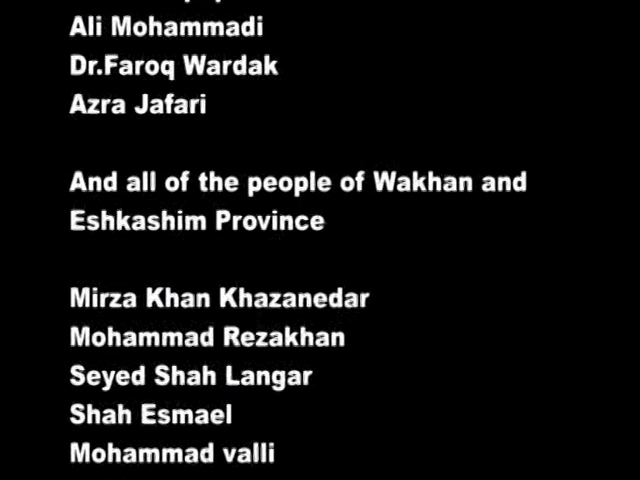 Ali Mohammadi
Dr.Faroq Wardak
Azra Jafari
And all of the people of Wakhan and
Eshkashim Province
Mirza Khan Khazanedar
Mohammad Rezakhan
Seyed Shah Langar
Shah Esmael
Mohammad valli